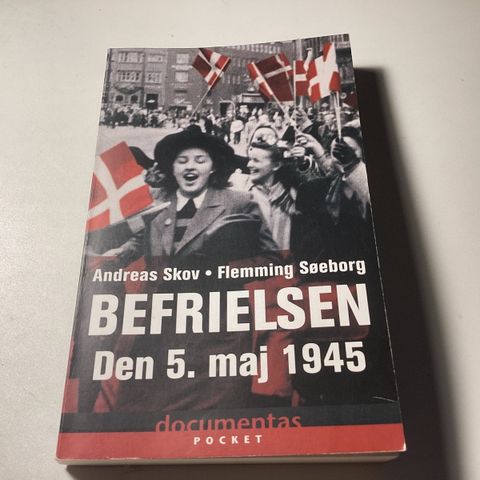 Andreas Skov • Flemming Søeborg
BEFRIELSEN
Den 5. maj 1945
documentas
POCKET